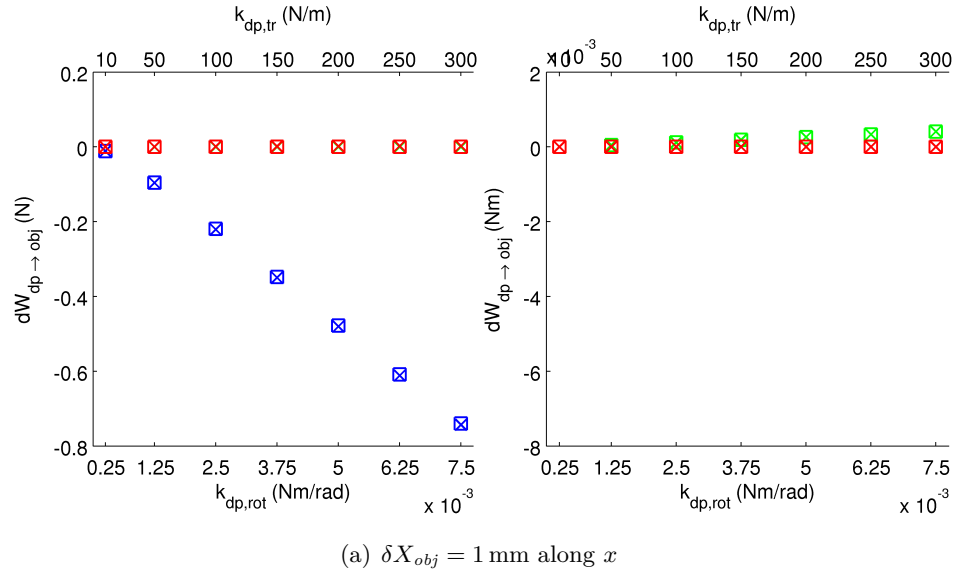 k_dp,tr (N/m)
10 50 100 150 200 250 300
0.2
0
-0.2
-0.4
-0.6
-0.8
dW_dp → obj (N)
0.25 1.25 2.5 3.75 5 6.25 7.5
k_dp,rot (Nm/rad)
x 10^-3
k_dp,tr (N/m)
x 10^-3
10 50 100 150 200 250 300
2
0
-2
-4
-6
-8
dW_dp → obj (Nm)
0.25 1.25 2.5 3.75 5 6.25 7.5
k_dp,rot (Nm/rad)
x 10^-3
(a) δX_obj = 1 mm along x